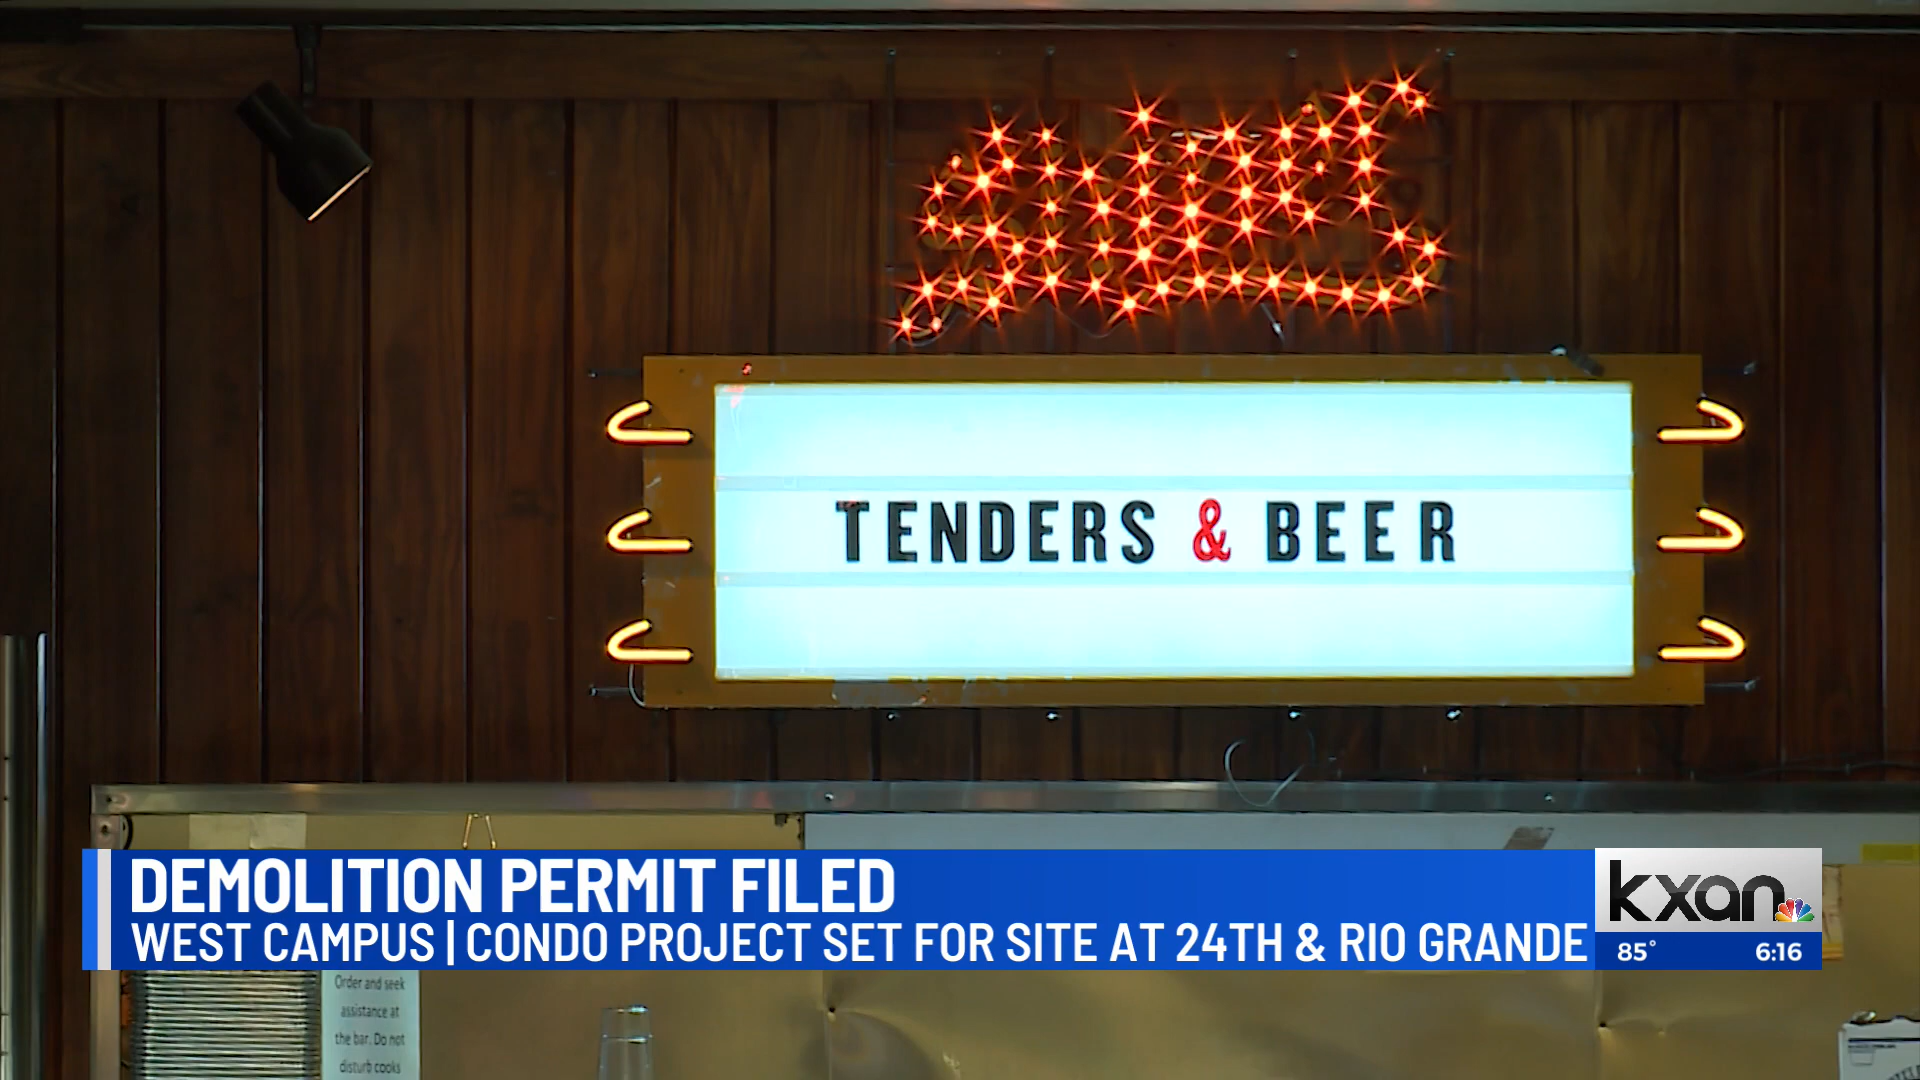 TENDERS & BEER
DEMOLITION PERMIT FILED
WEST CAMPUS | CONDO PROJECT SET FOR SITE AT 24TH & RIO GRANDE
kxan
85° 6:16
Order and seek
assistance at
the bar. Do not
disturb cooks